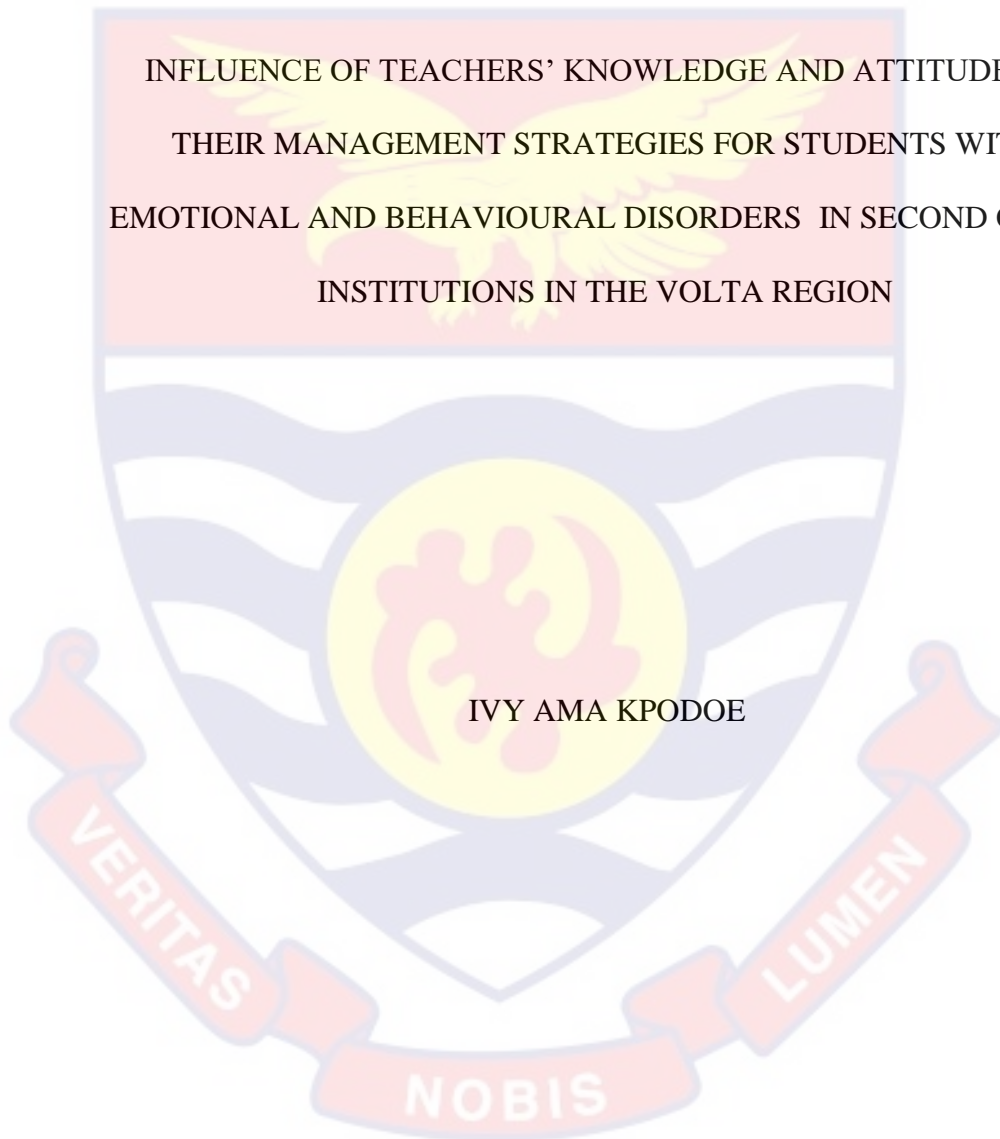 INFLUENCE OF TEACHERS’ KNOWLEDGE AND ATTITUDE
THEIR MANAGEMENT STRATEGIES FOR STUDENTS
EMOTIONAL AND BEHAVIOURAL DISORDERS IN SECOND
INSTITUTIONS IN THE VOLTA REGION
IVY AMA KPODOE
VERITAS
NOBIS
LUMEN